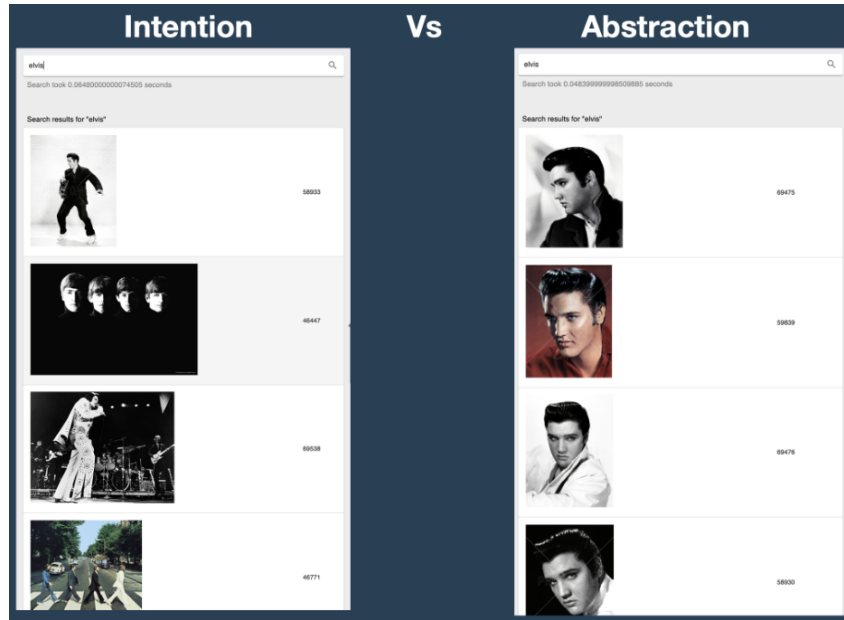 Intention Vs Abstraction
elvis
Search took 0.06480000000074505 seconds
Search results for "elvis"
58933
46447
69538
46771
elvis
Search took 0.048399999998509885 seconds
Search results for "elvis"
69475
59839
69476
58930